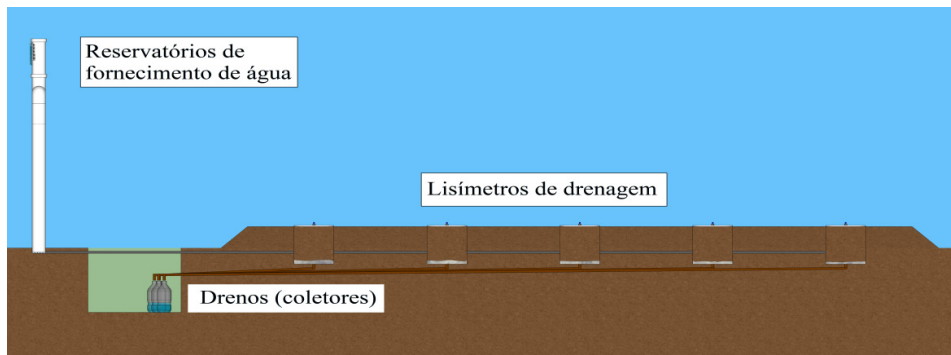 Reservatórios de
fornecimento de água
Lisímetros de drenagem
Drenos (coletores)